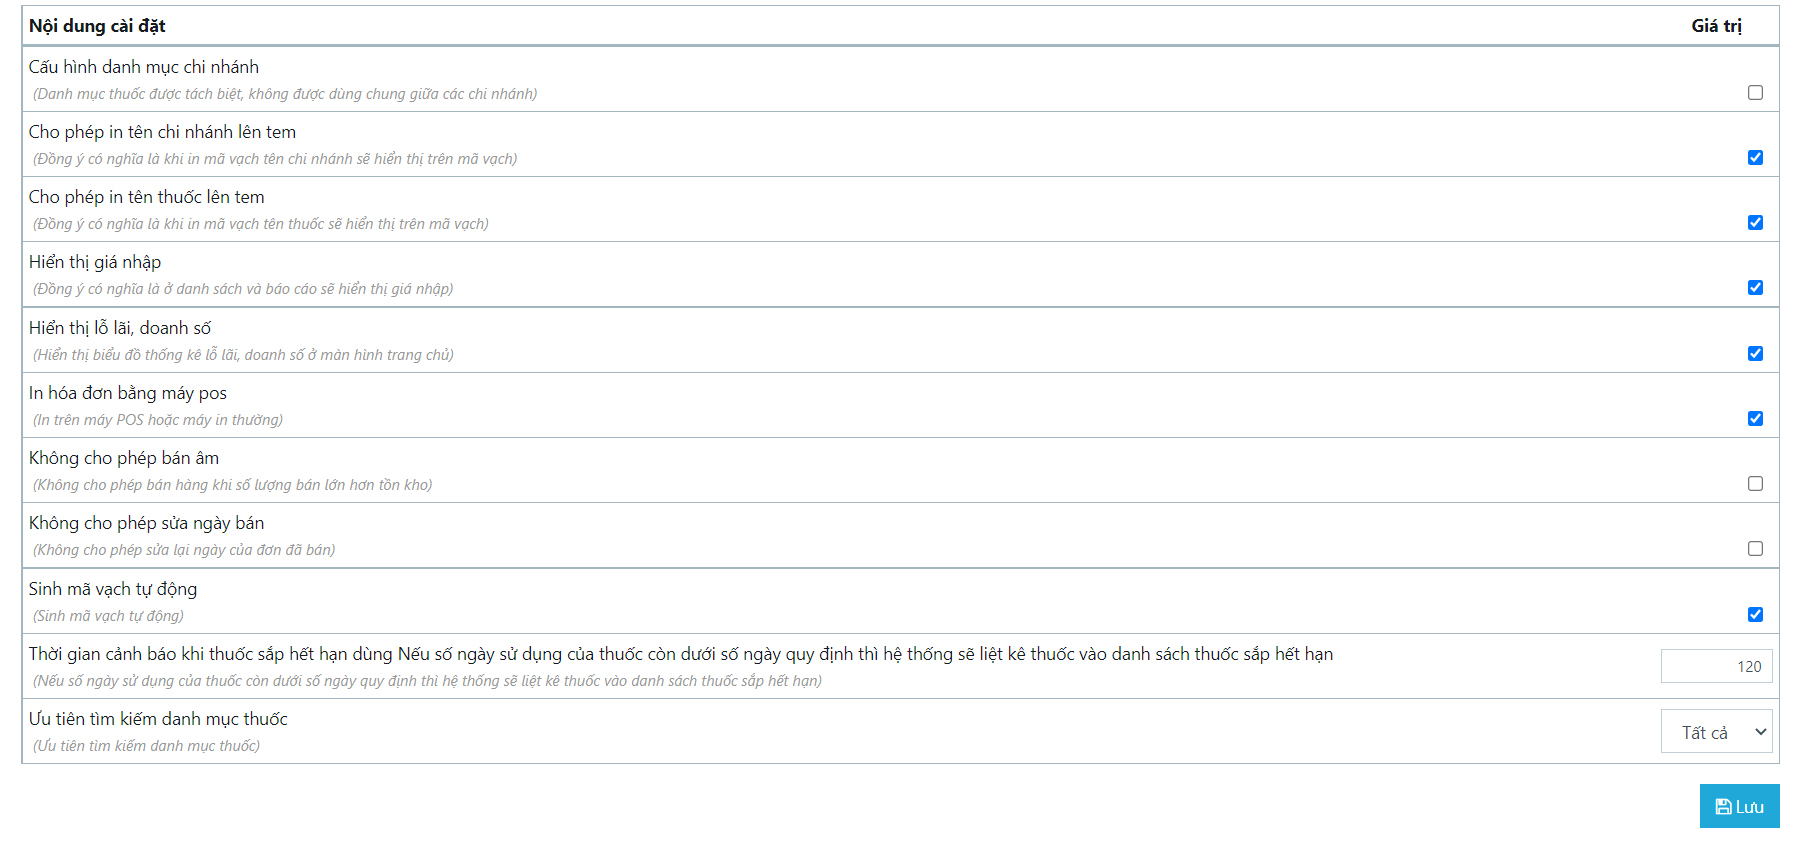 Nội dung cài đặt Giá trị
Cấu hình danh mục chi nhánh
(Danh mục thuốc được tách biệt, không được dùng chung giữa các chi nhánh)
Cho phép in tên chi nhánh lên tem
(Đồng ý có nghĩa là khi in mã vạch tên chi nhánh sẽ hiển thị trên mã vạch)
Cho phép in tên thuốc lên tem
(Đồng ý có nghĩa là khi in mã vạch tên thuốc sẽ hiển thị trên mã vạch)
Hiển thị giá nhập
(Đồng ý có nghĩa là ở danh sách và báo cáo sẽ hiển thị giá nhập)
Hiển thị lỗ lãi, doanh số
(Hiển thị biểu đồ thống kê lỗ lãi, doanh số ở màn hình trang chủ)
In hóa đơn bằng máy pos
(In trên máy POS hoặc máy in thường)
Không cho phép bán âm
(Không cho phép bán hàng khi số lượng bán lớn hơn tồn kho)
Không cho phép sửa ngày bán
(Không cho phép sửa lại ngày của đơn đã bán)
Sinh mã vạch tự động
(Sinh mã vạch tự động)
Thời gian cảnh báo khi thuốc sắp hết hạn dùng Nếu số ngày sử dụng của thuốc còn dưới số ngày quy định thì hệ thống sẽ liệt kê thuốc vào danh sách thuốc sắp hết hạn
(Nếu số ngày sử dụng của thuốc còn dưới số ngày quy định thì hệ thống sẽ liệt kê thuốc vào danh sách thuốc sắp hết hạn)
120
Ưu tiên tìm kiếm danh mục thuốc
(Ưu tiên tìm kiếm danh mục thuốc)
Tất cả
Lưu